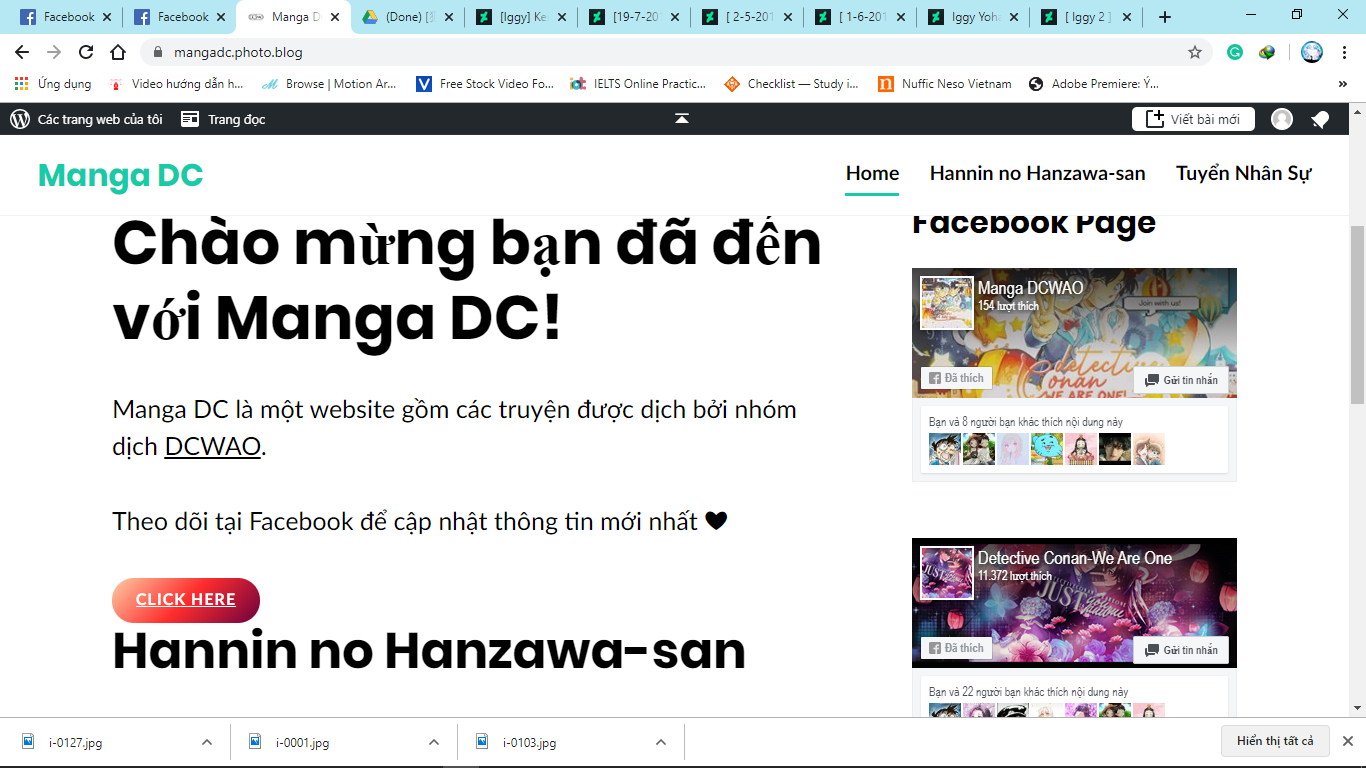 Facebook
Facebook
Manga D
(Done) [
[Iggy] Ke
[19-7-20
[ 2-5-201
[ 1-6-201
Iggy Yoh
[ Iggy 2 ]
mangadc.photo.blog
Ứng dụng
Video hướng dẫn h...
Browse | Motion Ar...
Free Stock Video Fo...
IELTS Online Practic...
Checklist — Study i...
Nuffic Neso Vietnam
Adobe Premiere: Ý...
Các trang web của tôi
Trang đọc
Viết bài mới
Manga DC
Home
Hannin no Hanzawa-san
Tuyển Nhân Sự
Chào mừng bạn đã đến
với Manga DC!
Manga DC là một website gồm các truyện được dịch bởi nhóm
dịch DCWAO.
Theo dõi tại Facebook để cập nhật thông tin mới nhất
CLICK HERE
Hannin no Hanzawa-san
Facebook Page
Manga DCWAO
154 lượt thích
Join with us!
detective
conan
WE ARE ONE!
Đã thích
Gửi tin nhắn
Bạn và 8 người bạn khác thích nội dung này
Detective Conan-We Are One
11.372 lượt thích
JUST
Đã thích
Gửi tin nhắn
Bạn và 22 người bạn khác thích nội dung này
i-0127.jpg
i-0001.jpg
i-0103.jpg
Hiển thị tất cả